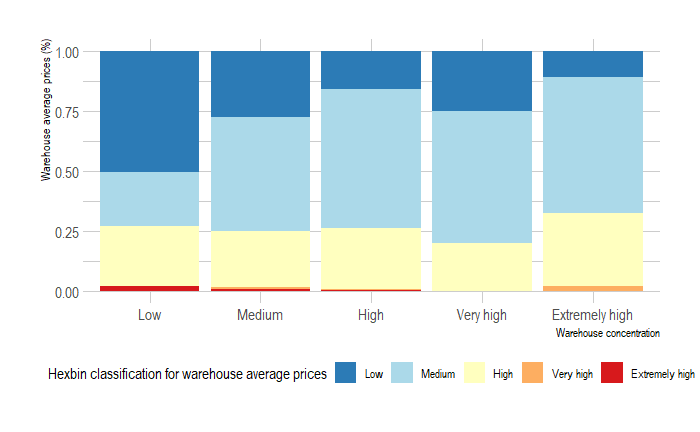 Warehouse average prices (%)
1.00
0.75
0.50
0.25
0.00
Low Medium High Very high Extremely high
Warehouse concentration
Hexbin classification for warehouse average prices Low Medium High Very high Extremely high